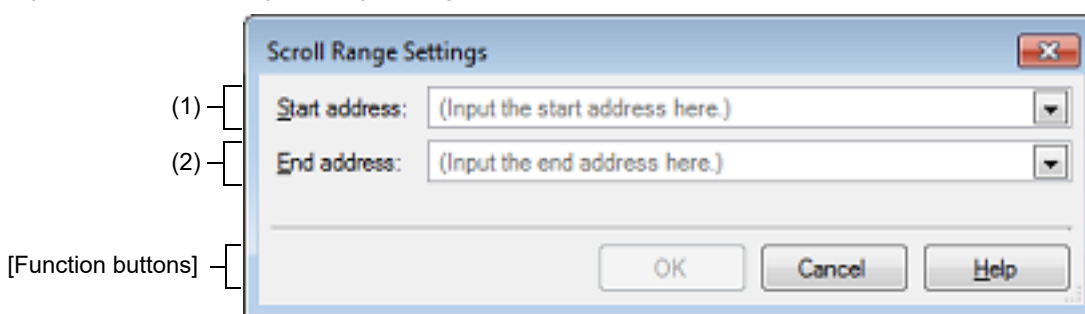 Scroll Range Settings
(1)
Start address: (Input the start address here.)
(2)
End address: (Input the end address here.)
[Function buttons]
OK Cancel Help